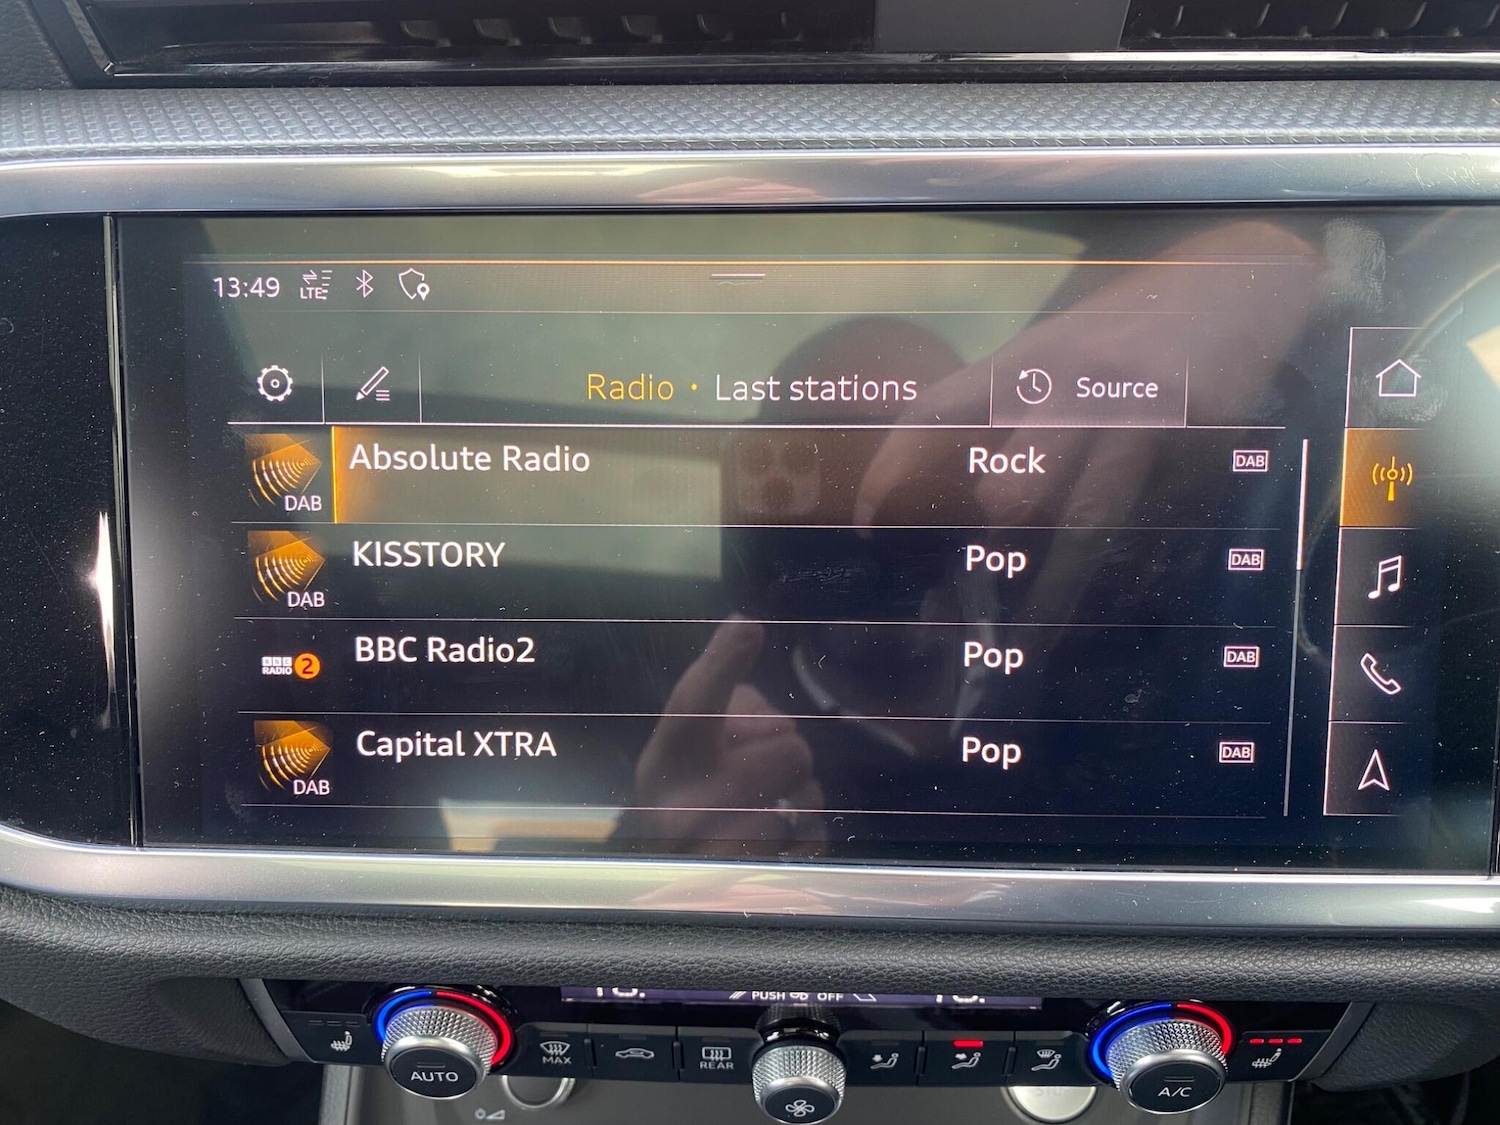 13:49 LTE
Radio • Last stations Source
DAB Absolute Radio Rock DAB
DAB KISSTORY Pop DAB
BBC RADIO 2 BBC Radio2 Pop DAB
DAB Capital XTRA Pop DAB
PUSH OFF
AUTO MAX REAR A/C